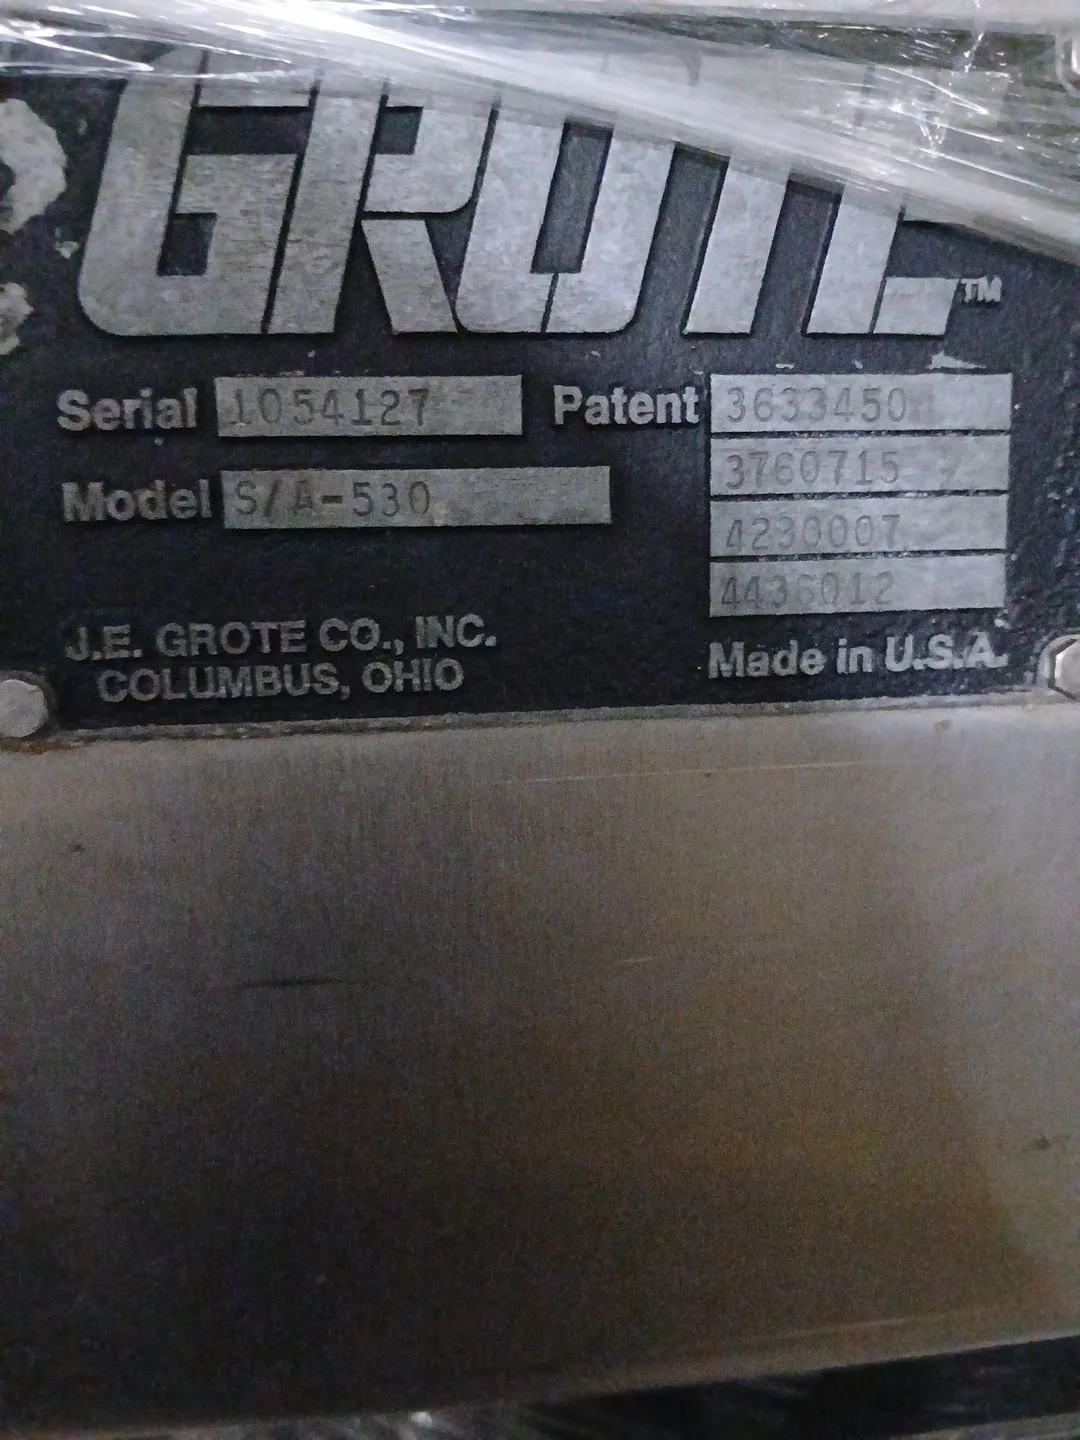 GROTE™
Serial 1054127
Model S/A-530
Patent 3633450
3760715
4230007
4436012
J.E. GROTE CO., INC.
COLUMBUS, OHIO
Made in U.S.A.